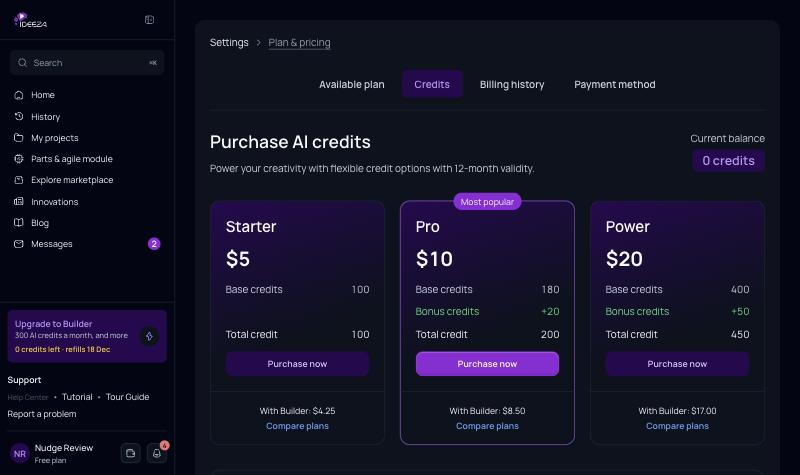 IDEEZA
Search
⌘K
Home
History
My projects
Parts & agile module
Explore marketplace
Innovations
Blog
Messages 2
Upgrade to Builder
300 AI credits a month, and more
0 credits left · refills 18 Dec
Support
Help Center • Tutorial • Tour Guide
Report a problem
NR
Nudge Review
Free plan
4
Settings > Plan & pricing
Available plan Credits Billing history Payment method
Purchase AI credits
Power your creativity with flexible credit options with 12-month validity.
Current balance
0 credits
Starter
$5
Base credits 100
Total credit 100
Purchase now
With Builder: $4.25
Compare plans
Most popular
Pro
$10
Base credits 180
Bonus credits +20
Total credit 200
Purchase now
With Builder: $8.50
Compare plans
Power
$20
Base credits 400
Bonus credits +50
Total credit 450
Purchase now
With Builder: $17.00
Compare plans